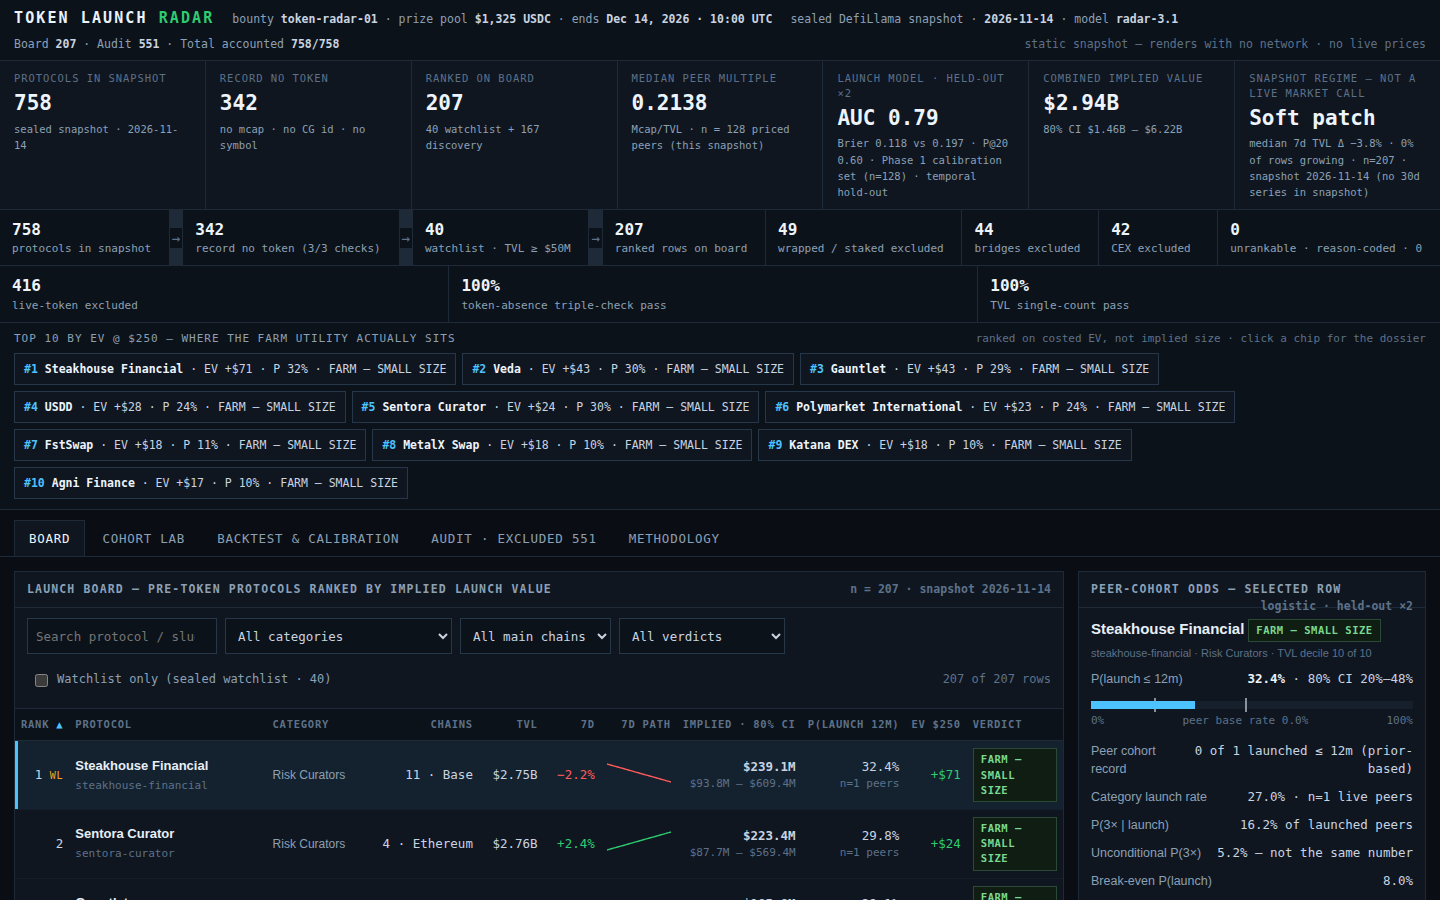 TOKEN LAUNCH RADAR bounty token-radar-01 · prize pool $1,325 USDC · ends Dec 14, 2026 · 10:00 UTC sealed DefiLlama snapshot · 2026-11-14 · model radar-3.1
Board 207 · Audit 551 · Total accounted 758/758 static snapshot — renders with no network · no live prices
PROTOCOLS IN SNAPSHOT
758
sealed snapshot · 2026-11-
14
RECORD NO TOKEN
342
no mcap · no CG id · no
symbol
RANKED ON BOARD
207
40 watchlist + 167
discovery
MEDIAN PEER MULTIPLE
0.2138
Mcap/TVL · n = 128 priced
peers (this snapshot)
LAUNCH MODEL · HELD-OUT
×2
AUC 0.79
Brier 0.118 vs 0.197 · P@20
0.60 · Phase 1 calibration
set (n=128) · temporal
hold-out
COMBINED IMPLIED VALUE
$2.94B
80% CI $1.46B — $6.22B
SNAPSHOT REGIME — NOT A
LIVE MARKET CALL
Soft patch
median 7d TVL Δ −3.8% · 0%
of rows growing · n=207 ·
snapshot 2026-11-14 (no 30d
series in snapshot)
758
protocols in snapshot
→
342
record no token (3/3 checks)
→
40
watchlist · TVL ≥ $50M
→
207
ranked rows on board
49
wrapped / staked excluded
44
bridges excluded
42
CEX excluded
0
unrankable · reason-coded · 0
416
live-token excluded
100%
token-absence triple-check pass
100%
TVL single-count pass
TOP 10 BY EV @ $250 — WHERE THE FARM UTILITY ACTUALLY SITS ranked on costed EV, not implied size · click a chip for the dossier
#1 Steakhouse Financial · EV +$71 · P 32% · FARM — SMALL SIZE #2 Veda · EV +$43 · P 30% · FARM — SMALL SIZE #3 Gauntlet · EV +$43 · P 29% · FARM — SMALL SIZE
#4 USDD · EV +$28 · P 24% · FARM — SMALL SIZE #5 Sentora Curator · EV +$24 · P 30% · FARM — SMALL SIZE #6 Polymarket International · EV +$23 · P 24% · FARM — SMALL SIZE
#7 FstSwap · EV +$18 · P 11% · FARM — SMALL SIZE #8 MetalX Swap · EV +$18 · P 10% · FARM — SMALL SIZE #9 Katana DEX · EV +$18 · P 10% · FARM — SMALL SIZE
#10 Agni Finance · EV +$17 · P 10% · FARM — SMALL SIZE
BOARD COHORT LAB BACKTEST & CALIBRATION AUDIT · EXCLUDED 551 METHODOLOGY
LAUNCH BOARD — PRE-TOKEN PROTOCOLS RANKED BY IMPLIED LAUNCH VALUE n = 207 · snapshot 2026-11-14
Search protocol / slu All categories All main chains All verdicts
Watchlist only (sealed watchlist · 40) 207 of 207 rows
RANK ▲ PROTOCOL CATEGORY CHAINS TVL 7D 7D PATH IMPLIED · 80% CI P(LAUNCH 12M) EV $250 VERDICT
1 WL Steakhouse Financial steakhouse-financial Risk Curators 11 · Base $2.75B −2.2% $239.1M $93.8M — $609.4M 32.4% n=1 peers +$71 FARM — SMALL SIZE
2 Sentora Curator sentora-curator Risk Curators 4 · Ethereum $2.76B +2.4% $223.4M $87.7M — $569.4M 29.8% n=1 peers +$24 FARM — SMALL SIZE
FARM —
PEER-COHORT ODDS — SELECTED ROW
logistic · held-out ×2
Steakhouse Financial FARM — SMALL SIZE
steakhouse-financial · Risk Curators · TVL decile 10 of 10
P(launch ≤ 12m) 32.4% · 80% CI 20%–48%
0% peer base rate 0.0% 100%
Peer cohort record 0 of 1 launched ≤ 12m (prior-based)
Category launch rate 27.0% · n=1 live peers
P(3× | launch) 16.2% of launched peers
Unconditional P(3×) 5.2% — not the same number
Break-even P(launch) 8.0%